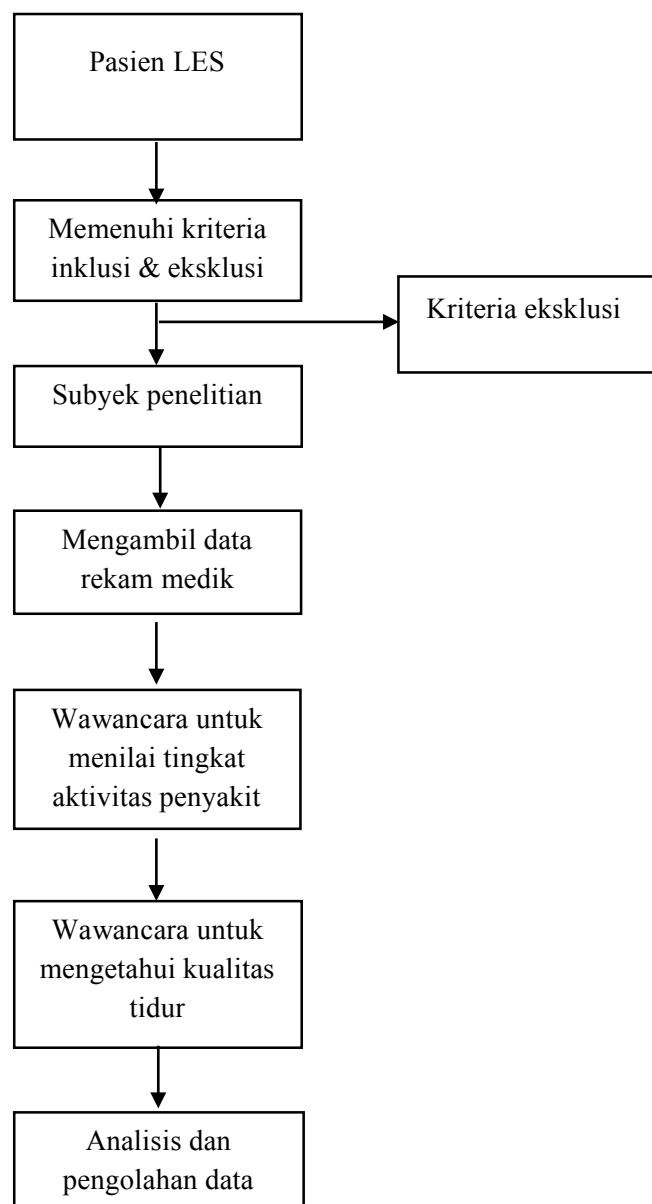 Pasien LES
Memenuhi kriteria
inklusi & eksklusi
Kriteria eksklusi
Subyek penelitian
Mengambil data
rekam medik
Wawancara untuk
menilai tingkat
aktivitas penyakit
Wawancara untuk
mengetahui kualitas
tidur
Analisis dan
pengolahan data